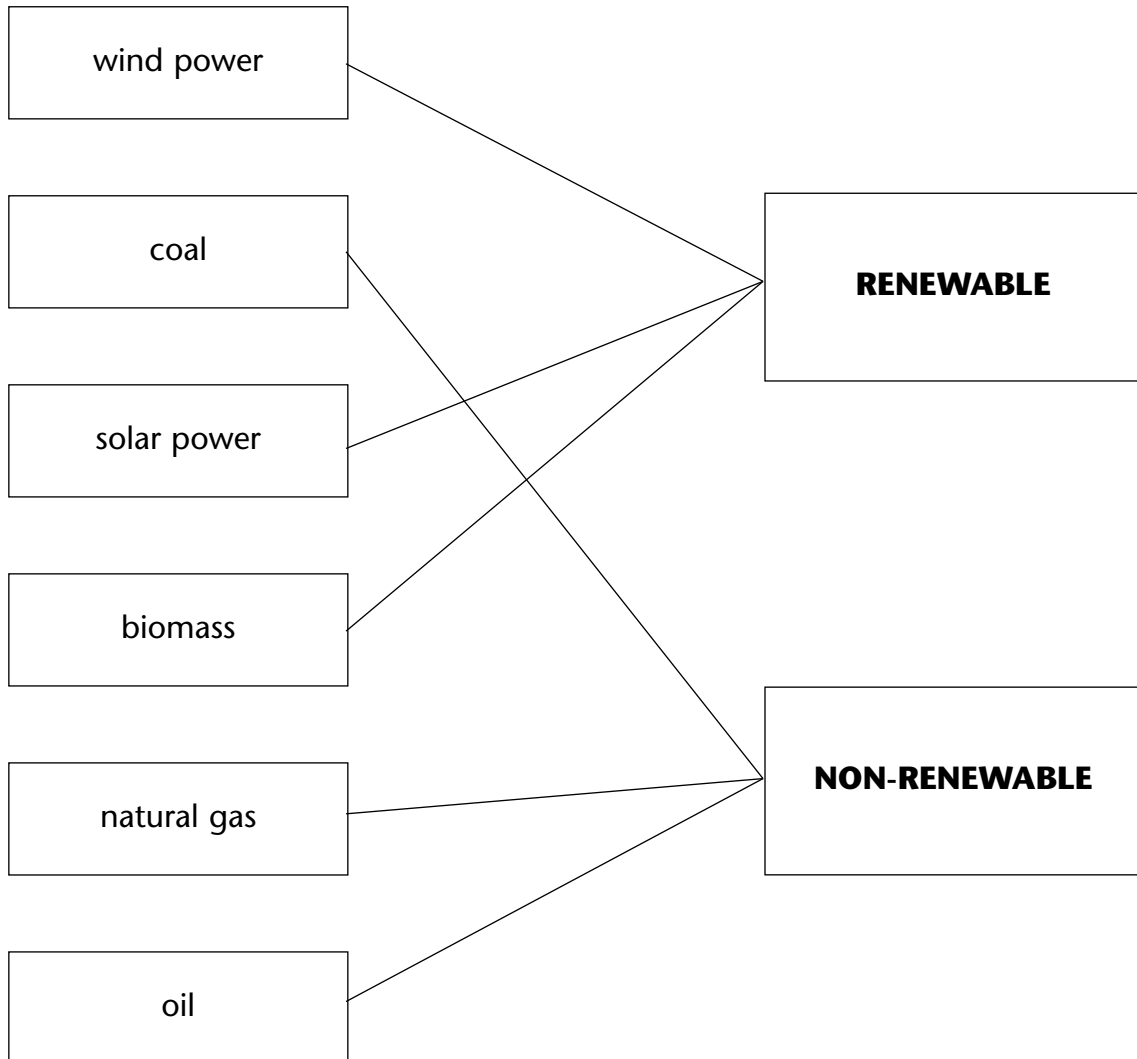 wind power
coal
solar power
biomass
natural gas
oil
RENEWABLE
NON-RENEWABLE